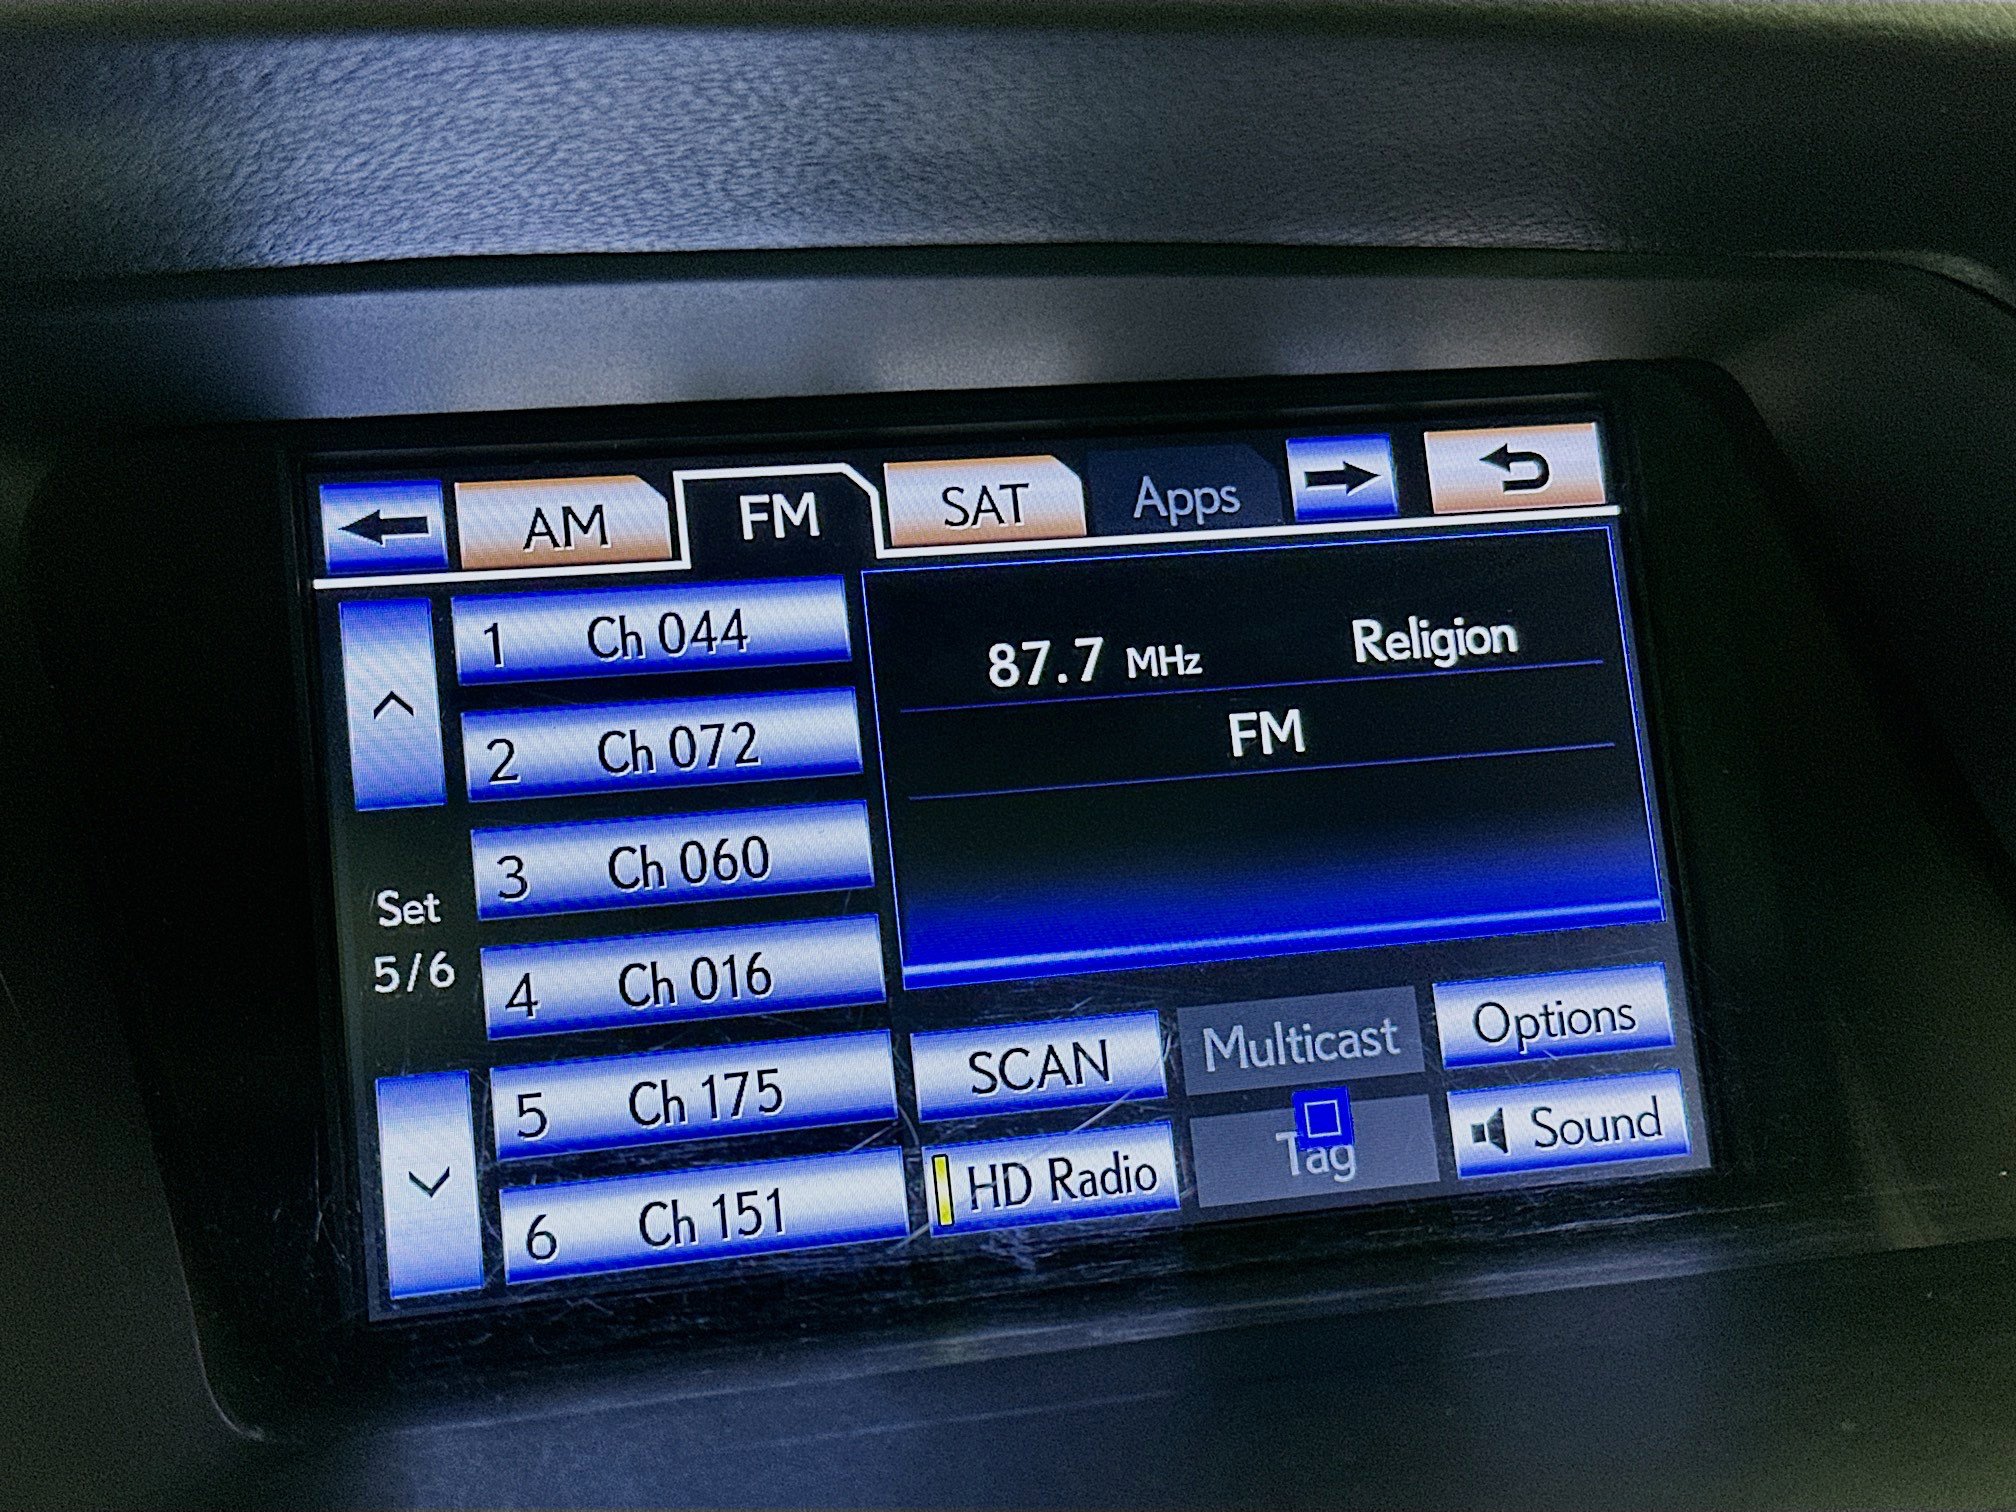 AM FM SAT Apps
1 Ch 044
2 Ch 072
3 Ch 060
4 Ch 016
5 Ch 175
6 Ch 151
Set
5/6
87.7 MHz Religion
FM
SCAN Multicast Options
HD Radio Tag Sound